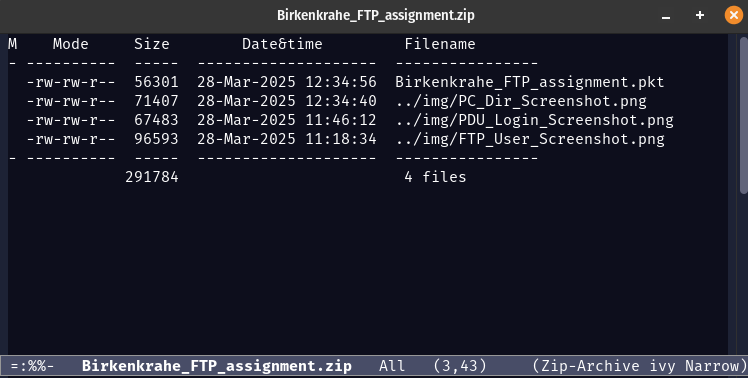 Birkenkrahe_FTP_assignment.zip
M    Mode     Size        Date&time         Filename
- ----------  -----  --------------------  ----------------
  -rw-rw-r--  56301  28-Mar-2025 12:34:56  Birkenkrahe_FTP_assignment.pkt
  -rw-rw-r--  71407  28-Mar-2025 12:34:40  ../img/PC_Dir_Screenshot.png
  -rw-rw-r--  67483  28-Mar-2025 11:46:12  ../img/PDU_Login_Screenshot.png
  -rw-rw-r--  96593  28-Mar-2025 11:18:34  ../img/FTP_User_Screenshot.png
- ----------  -----  --------------------  ----------------
             291784                         4 files
=:%%-   Birkenkrahe_FTP_assignment.zip   All   (3,43)     (Zip-Archive ivy Narrow)